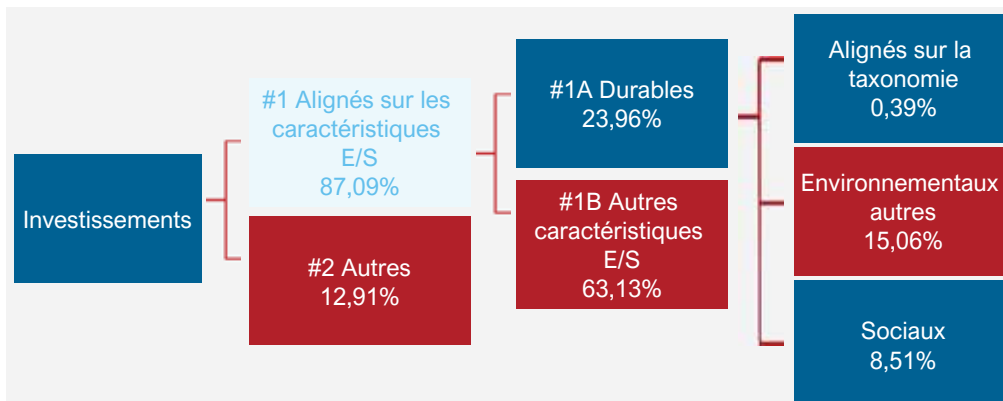 Investissements
#1 Alignés sur les
caractéristiques
E/S
87,09%
#2 Autres
12,91%
#1A Durables
23,96%
#1B Autres
caractéristiques
E/S
63,13%
Alignés sur la
taxonomie
0,39%
Environnementaux
autres
15,06%
Sociaux
8,51%